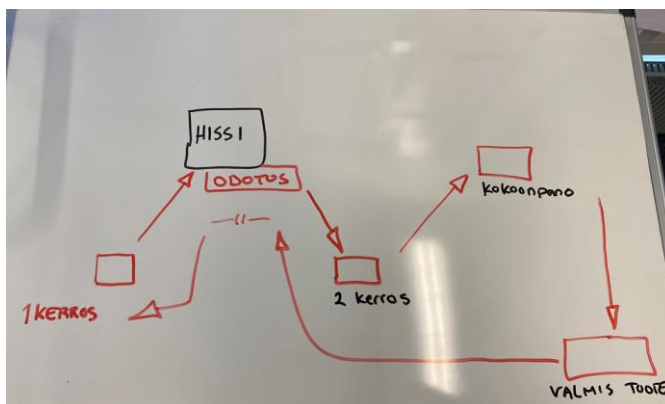 HISSI
ODOTUS
—〃—
kokoonpano
1 KERROS
2 kerros
VALMIS TUOTE